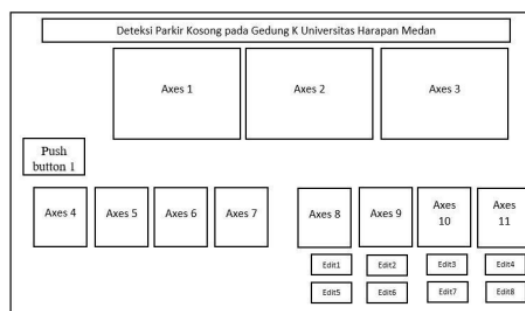 Deteksi Parkir Kosong pada Gedung K Universitas Harapan Medan
Axes 1
Axes 2
Axes 3
Push
button 1
Axes 4
Axes 5
Axes 6
Axes 7
Axes 8
Axes 9
Axes
10
Axes
11
Edit1
Edit2
Edit3
Edit4
Edit5
Edit6
Edit7
Edit8